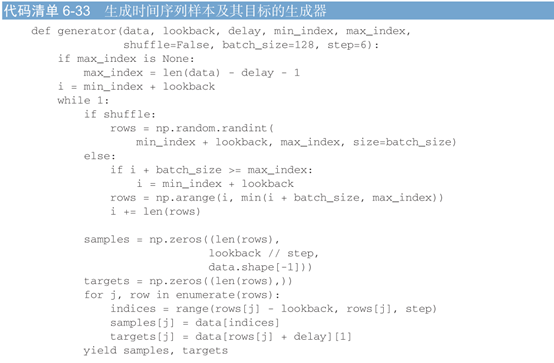 代码清单 6-33 生成时间序列样本及其目标的生成器
def generator(data, lookback, delay, min_index, max_index,
              shuffle=False, batch_size=128, step=6):
    if max_index is None:
        max_index = len(data) - delay - 1
    i = min_index + lookback
    while 1:
        if shuffle:
            rows = np.random.randint(
                min_index + lookback, max_index, size=batch_size)
        else:
            if i + batch_size >= max_index:
                i = min_index + lookback
            rows = np.arange(i, min(i + batch_size, max_index))
            i += len(rows)
        samples = np.zeros((len(rows),
                           lookback // step,
                           data.shape[-1]))
        targets = np.zeros((len(rows),))
        for j, row in enumerate(rows):
            indices = range(rows[j] - lookback, rows[j], step)
            samples[j] = data[indices]
            targets[j] = data[rows[j] + delay][1]
        yield samples, targets